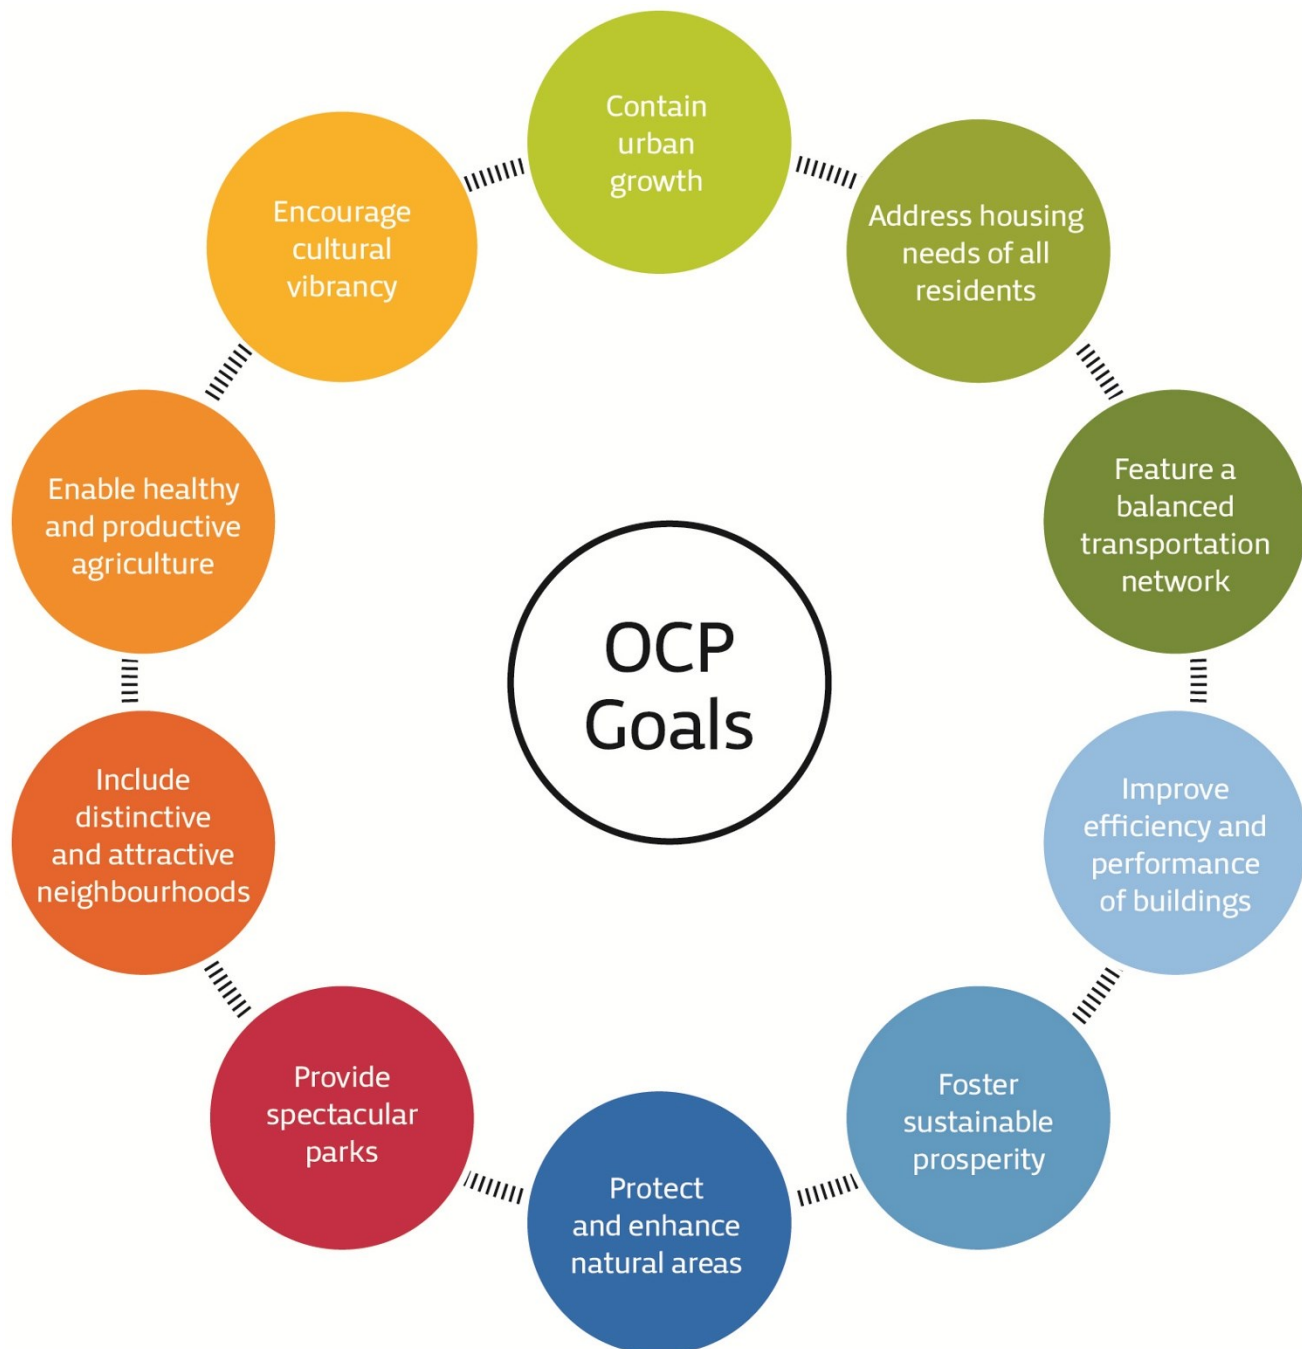 Contain
urban
growth
Address housing
needs of all
residents
Feature a
balanced
transportation
network
Improve
efficiency and
performance
of buildings
Foster
sustainable
prosperity
Protect
and enhance
natural areas
Provide
spectacular
parks
Include
distinctive
and attractive
neighbourhoods
Enable healthy
and productive
agriculture
Encourage
cultural
vibrancy
OCP
Goals